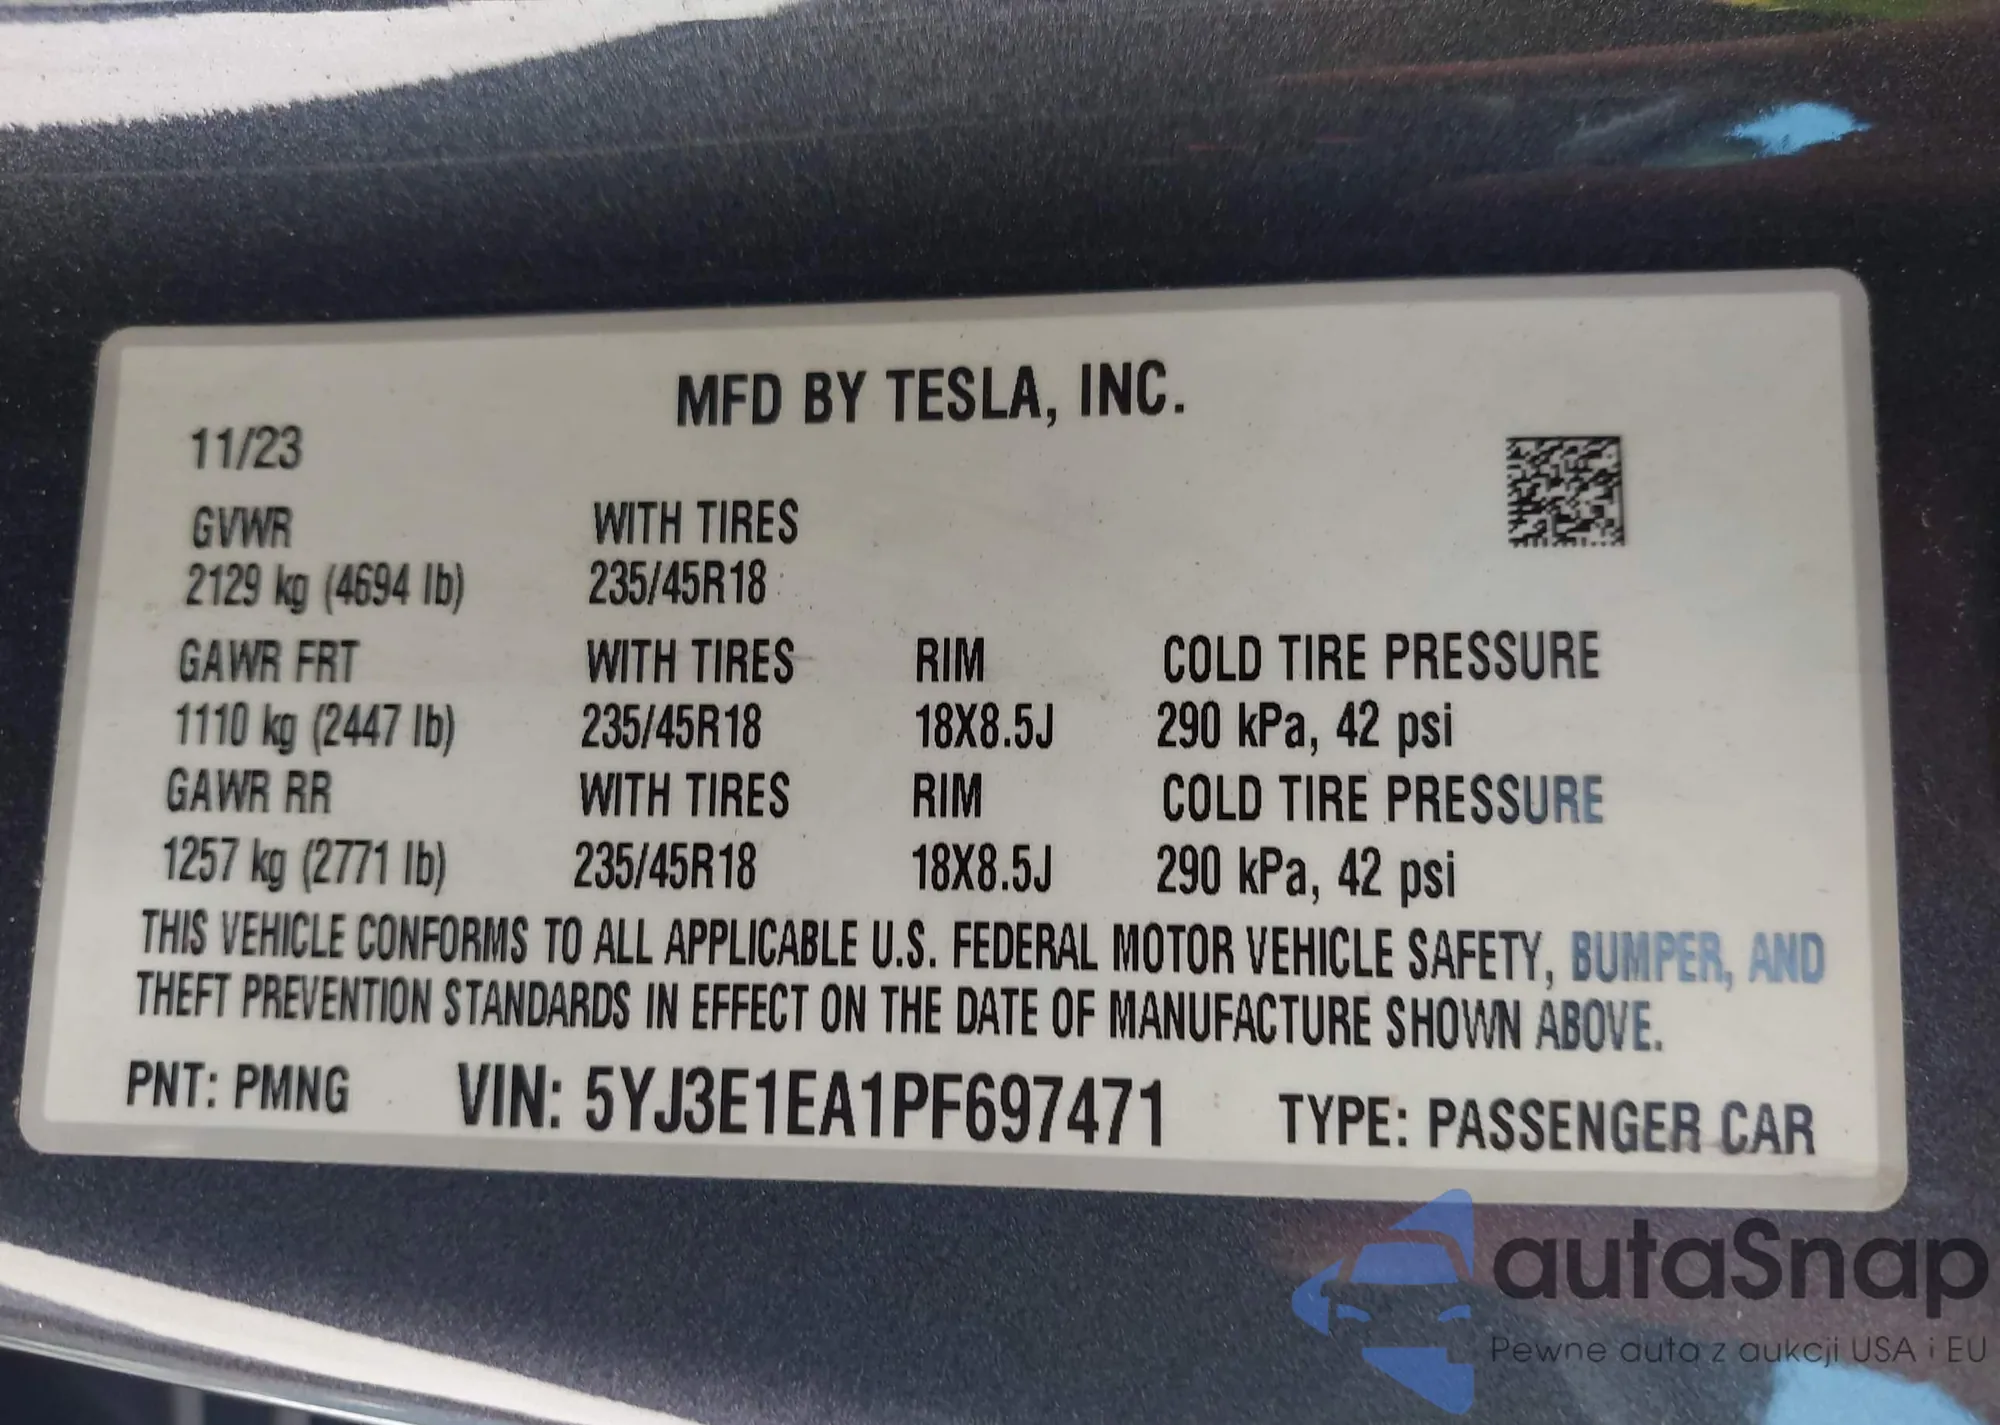 MFD BY TESLA, INC.
11/23
GVWR WITH TIRES
2129 kg (4694 lb) 235/45R18
GAWR FRT WITH TIRES RIM COLD TIRE PRESSURE
1110 kg (2447 lb) 235/45R18 18X8.5J 290 kPa, 42 psi
GAWR RR WITH TIRES RIM COLD TIRE PRESSURE
1257 kg (2771 lb) 235/45R18 18X8.5J 290 kPa, 42 psi
THIS VEHICLE CONFORMS TO ALL APPLICABLE U.S. FEDERAL MOTOR VEHICLE SAFETY, BUMPER, AND
THEFT PREVENTION STANDARDS IN EFFECT ON THE DATE OF MANUFACTURE SHOWN ABOVE.
PNT: PMNG VIN: 5YJ3E1EA1PF697471 TYPE: PASSENGER CAR
autaSnap
Pewne auta z aukcji USA i EU